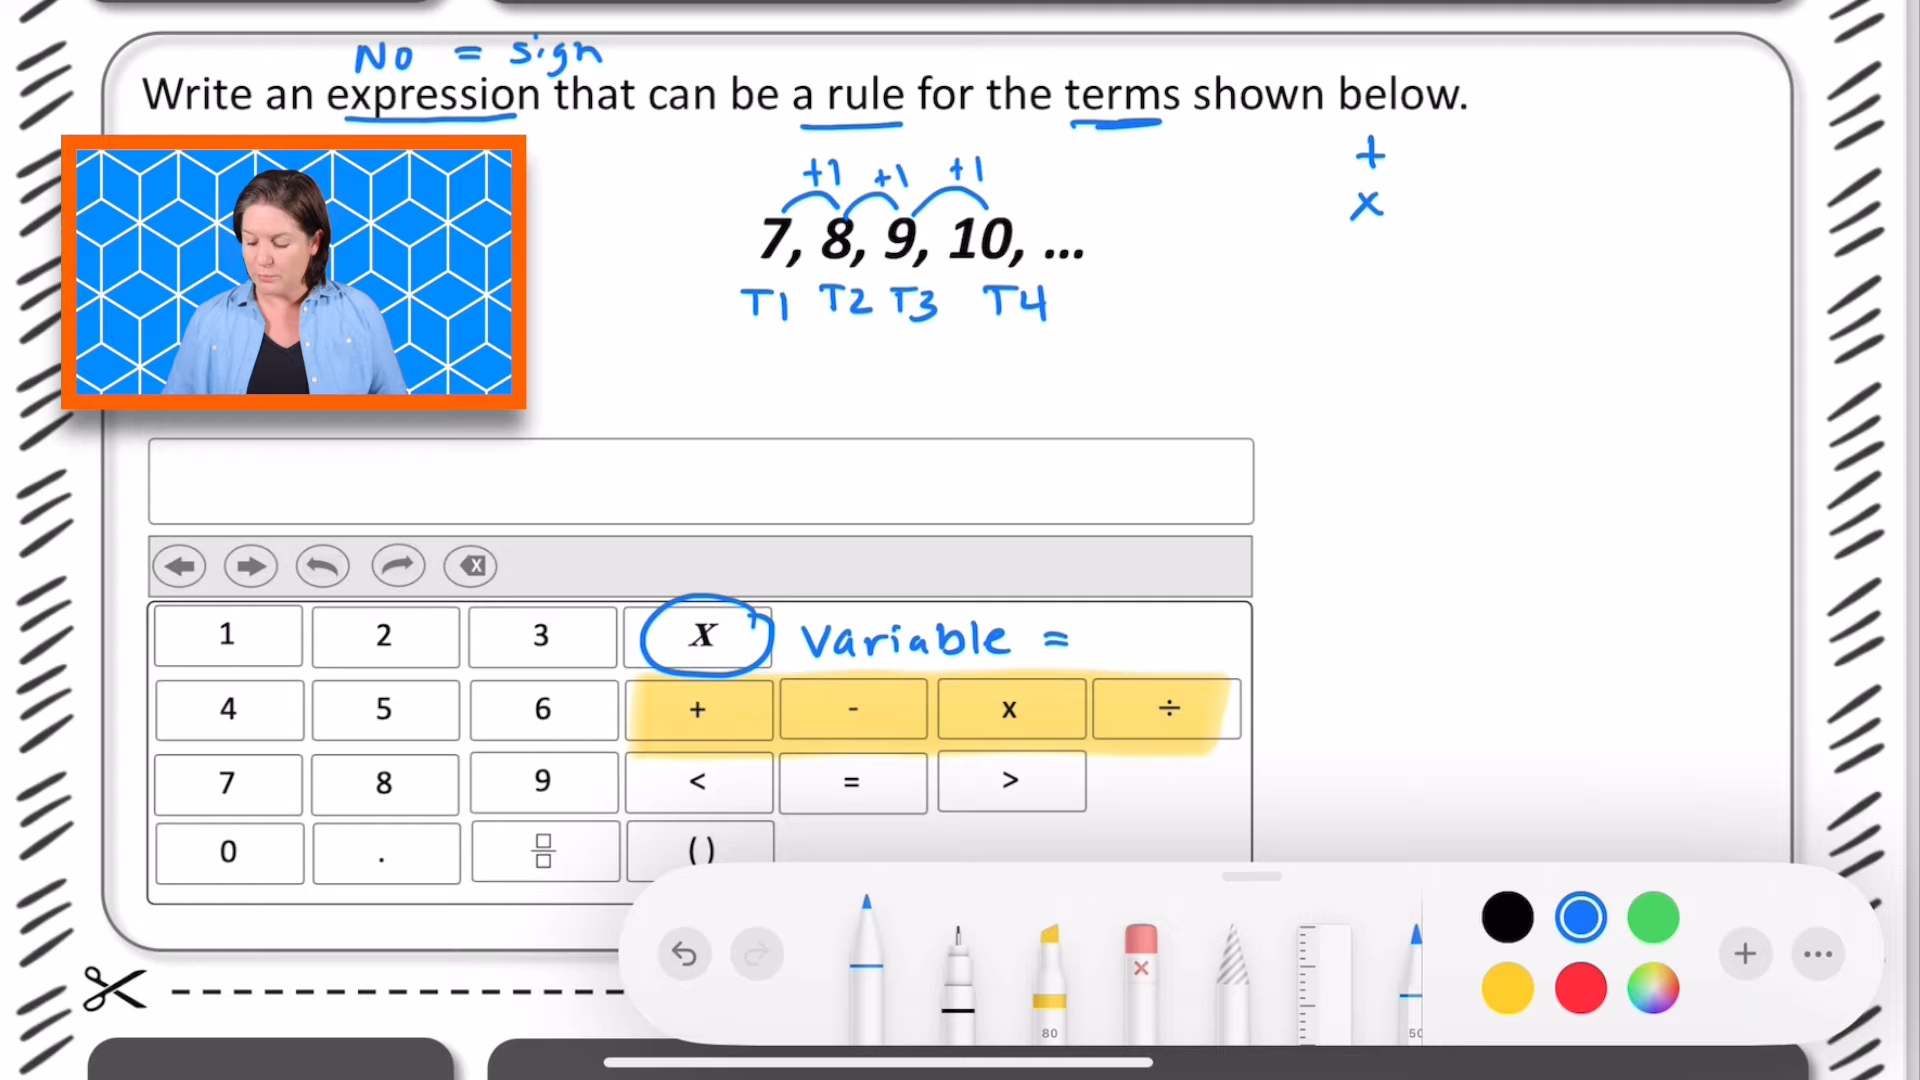 No = sign
Write an expression that can be a rule for the terms shown below.
+
x
+1 +1 +1
7, 8, 9, 10, ...
T1 T2 T3 T4
1 2 3 X Variable =
4 5 6 + - x ÷
7 8 9 < = >
0 . □/□ ()
80 50